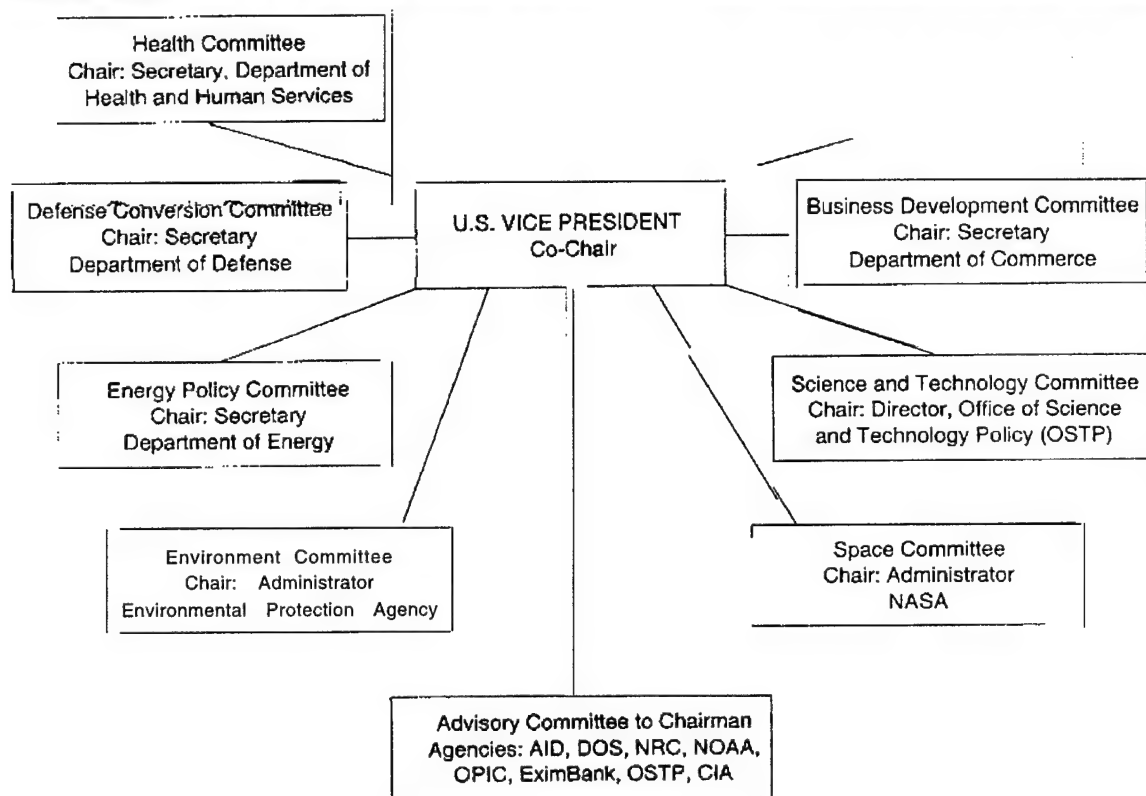 Health Committee
Chair: Secretary, Department of
Health and Human Services
Defense Conversion Committee
Chair: Secretary
Department of Defense
U.S. VICE PRESIDENT
Co-Chair
Business Development Committee
Chair: Secretary
Department of Commerce
Energy Policy Committee
Chair: Secretary
Department of Energy
Science and Technology Committee
Chair: Director, Office of Science
and Technology Policy (OSTP)
Environment Committee
Chair: Administrator
Environmental Protection Agency
Space Committee
Chair: Administrator
NASA
Advisory Committee to Chairman
Agencies: AID, DOS, NRC, NOAA,
OPIC, EximBank, OSTP, CIA